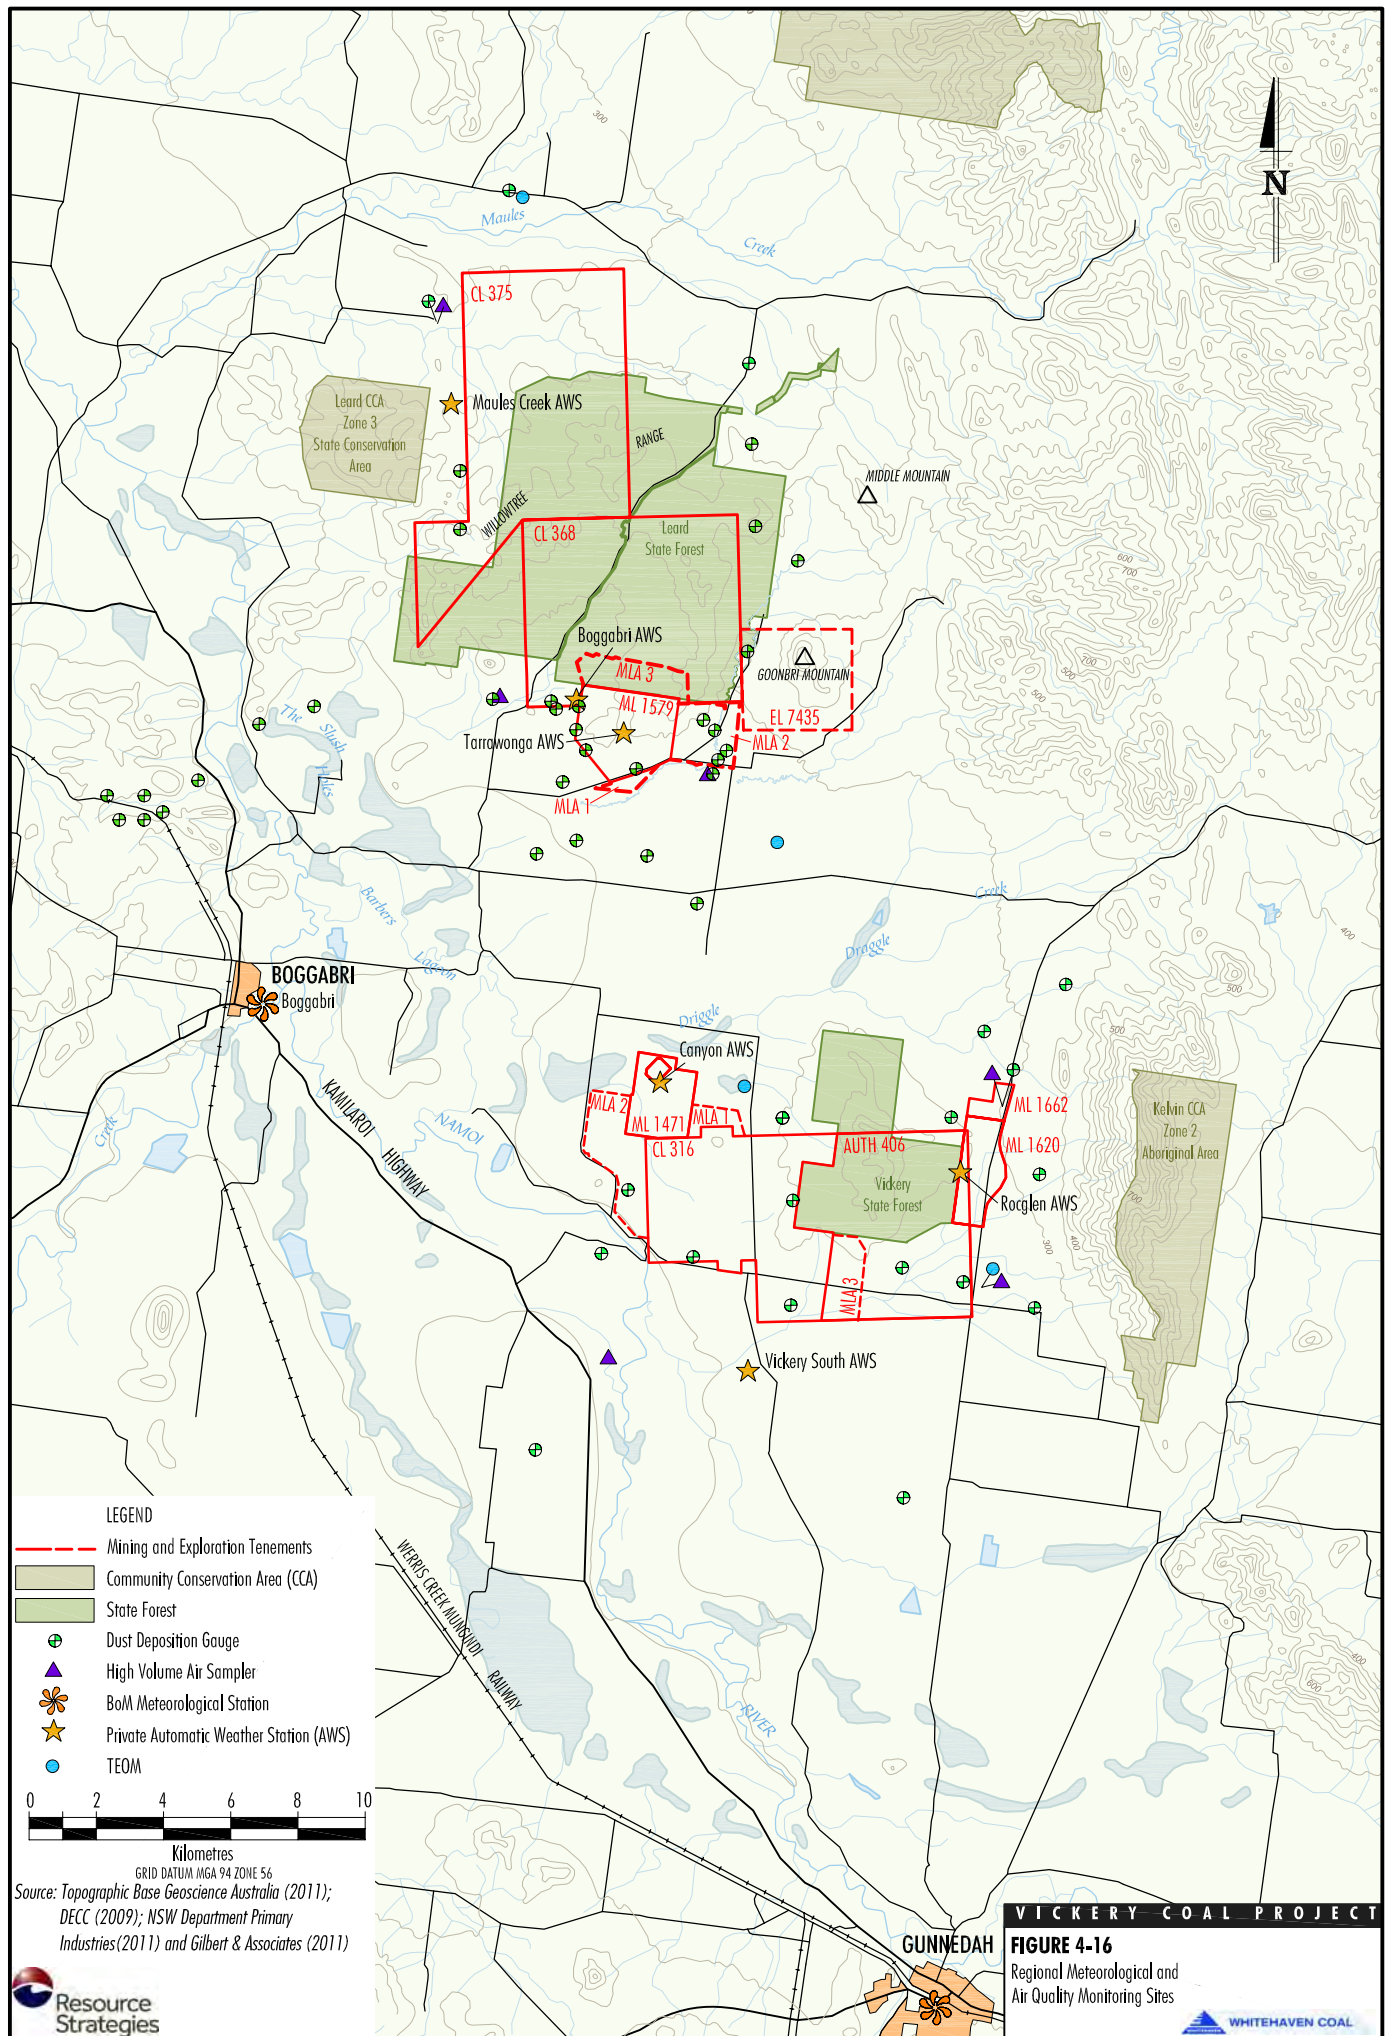 300
N
Maules
Creek
CL 375
Leard CCA
Zone 3
State Conservation
Area
Maules Creek AWS
RANGE
MIDDLE MOUNTAIN
WILLOWTREE
CL 368
Leard
State Forest
600
700
Boggabri AWS
MLA 3
GOONBRI MOUNTAIN
700
500
500
ML 1579
EL 7435
The
Slush
Holes
Tarrawonga AWS
MLA 2
MLA 1
Barbers
Lagoon
Creek
Draggle
400
500
BOGGABRI
Boggabri
Driggle
500
Canyon AWS
KAMILAROI
HIGHWAY
NAMOI
Creek
MLA 2
ML 1471
MLA 1
ML 1662
CL 316
AUTH 406
ML 1620
Kelvin CCA
Zone 2
Aboriginal Area
Vickery
State Forest
Rocglen AWS
700
300
400
MLA 3
Vickery South AWS
WERRIS CREEK MUNGINDI
RAILWAY
RIVER
400
600
LEGEND
Mining and Exploration Tenements
Community Conservation Area (CCA)
State Forest
Dust Deposition Gauge
High Volume Air Sampler
BoM Meteorological Station
Private Automatic Weather Station (AWS)
TEOM
0 2 4 6 8 10
Kilometres
GRID DATUM MGA 94 ZONE 56
Source: Topographic Base Geoscience Australia (2011);
DECC (2009); NSW Department Primary
Industries(2011) and Gilbert & Associates (2011)
Resource
Strategies
GUNNEDAH
VICKERY COAL PROJECT
FIGURE 4-16
Regional Meteorological and
Air Quality Monitoring Sites
WHITEHAVEN COAL